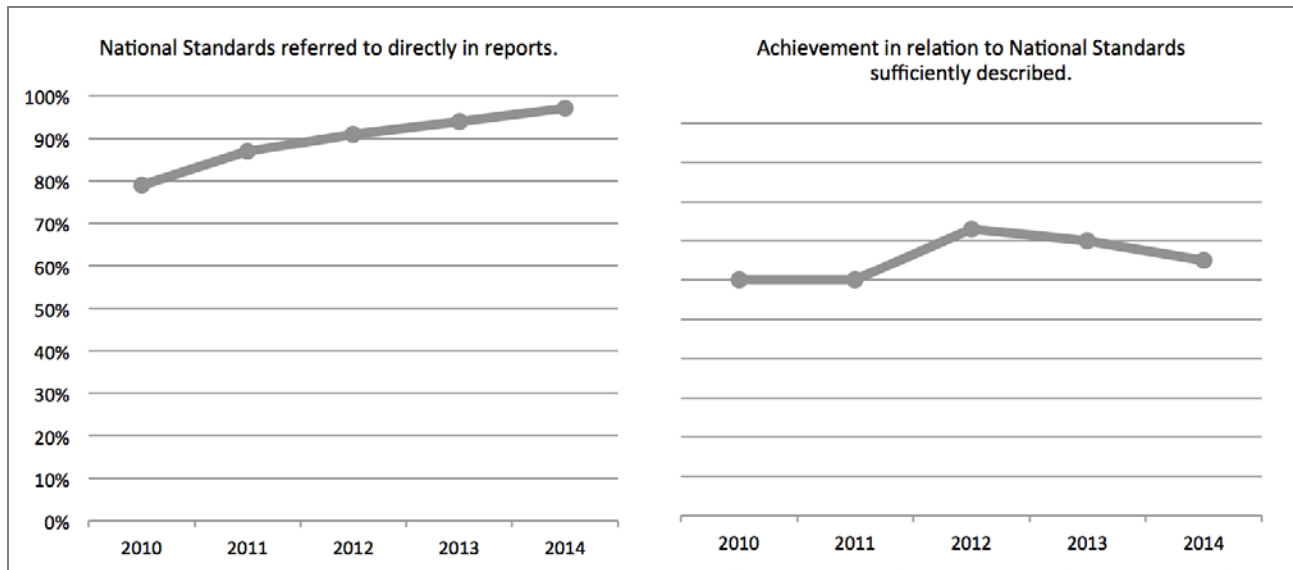 National Standards referred to directly in reports.
100%
90%
80%
70%
60%
50%
40%
30%
20%
10%
0%
2010 2011 2012 2013 2014
Achievement in relation to National Standards
sufficiently described.
2010 2011 2012 2013 2014